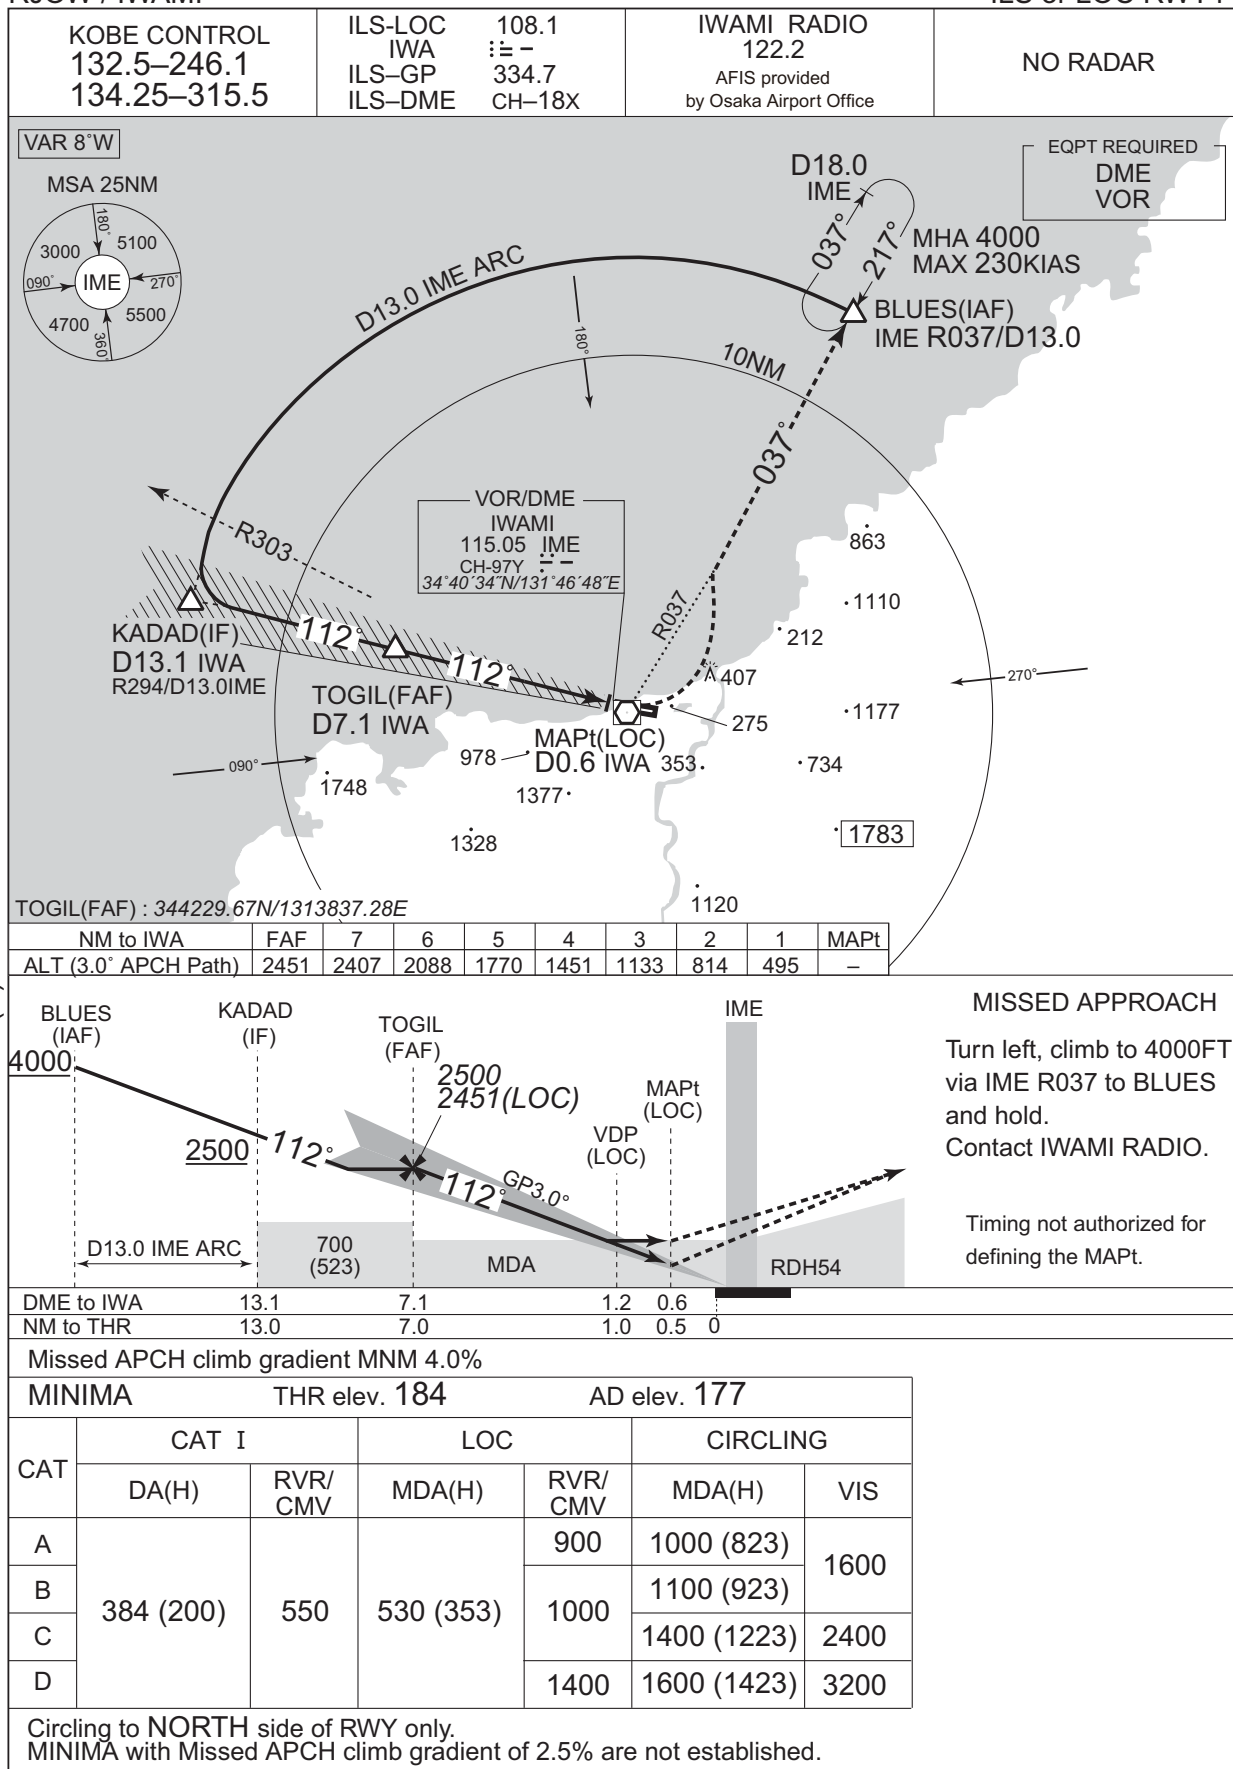 KOBE CONTROL
132.5–246.1
134.25–315.5
ILS-LOC 108.1
IWA
ILS–GP 334.7
ILS–DME CH–18X
IWAMI RADIO
122.2
AFIS provided
by Osaka Airport Office
NO RADAR
VAR 8°W
MSA 25NM
180°
3000
5100
090°
IME
270°
4700
5500
360°
EQPT REQUIRED
DME
VOR
D18.0
IME
037°
217°
MHA 4000
MAX 230KIAS
D13.0 IME ARC
BLUES(IAF)
IME R037/D13.0
180°
10NM
037°
R303
VOR/DME
IWAMI
115.05 IME
CH-97Y
34°40´34˝N/131°46´48˝E
863
1110
R037
212
112°
KADAD(IF)
D13.1 IWA
R294/D13.0IME
112°
407
270°
TOGIL(FAF)
D7.1 IWA
275
1177
MAPt(LOC)
D0.6 IWA
978
353
734
090°
1748
1377
1328
1783
1120
TOGIL(FAF) : 344229.67N/1313837.28E
NM to IWA FAF 7 6 5 4 3 2 1 MAPt
ALT (3.0° APCH Path) 2451 2407 2088 1770 1451 1133 814 495 –
BLUES
(IAF)
KADAD
(IF)
TOGIL
(FAF)
IME
4000
2500
2451(LOC)
MAPt
(LOC)
VDP
(LOC)
2500
112°
112°
GP3.0°
D13.0 IME ARC
700
(523)
MDA
RDH54
MISSED APPROACH
Turn left, climb to 4000FT
via IME R037 to BLUES
and hold.
Contact IWAMI RADIO.
Timing not authorized for
defining the MAPt.
DME to IWA 13.1 7.1 1.2 0.6
NM to THR 13.0 7.0 1.0 0.5 0
Missed APCH climb gradient MNM 4.0%
MINIMA THR elev. 184 AD elev. 177
CAT
CAT I LOC CIRCLING
DA(H) RVR/CMV MDA(H) RVR/CMV MDA(H) VIS
A 900 1000 (823) 1600
B 1100 (923)
384 (200) 550 530 (353) 1000
C 1400 (1223) 2400
D 1400 1600 (1423) 3200
Circling to NORTH side of RWY only.
MINIMA with Missed APCH climb gradient of 2.5% are not established.